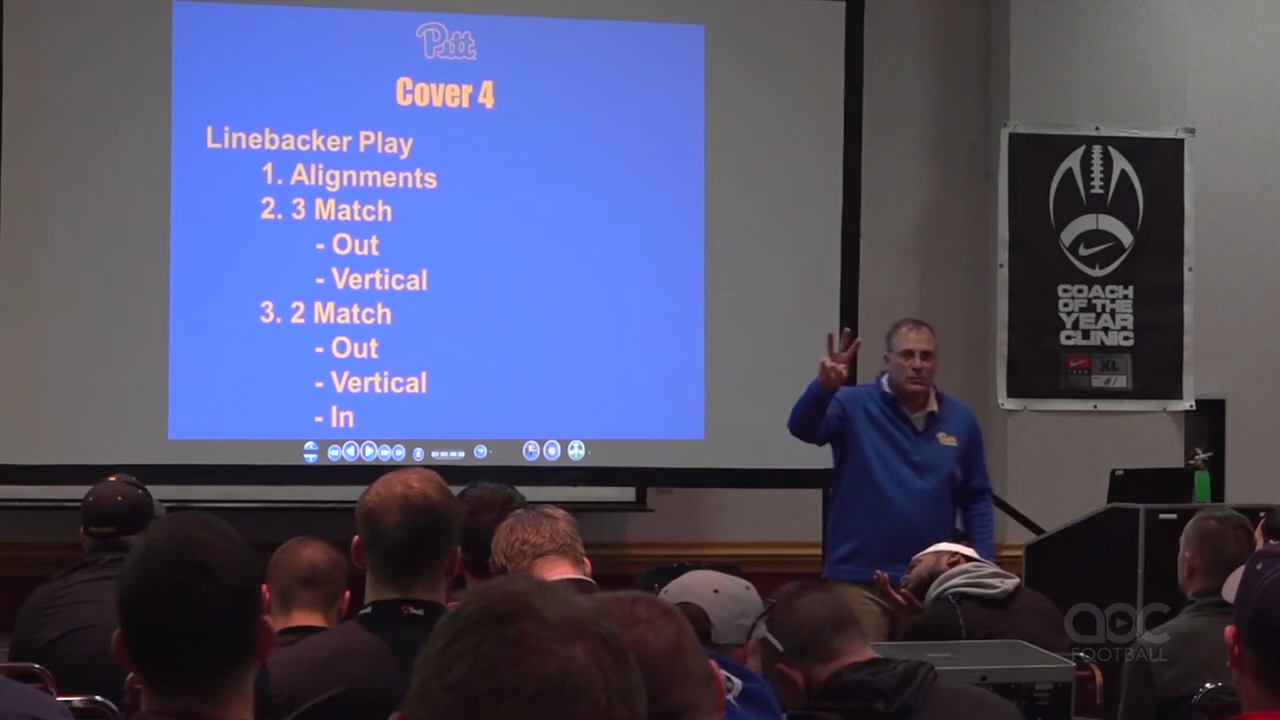 Pitt
Cover 4
Linebacker Play
1. Alignments
2. 3 Match
- Out
- Vertical
3. 2 Match
- Out
- Vertical
- In
COACH
OF THE
YEAR
CLINIC
XL
#1
AOC
FOOTBALL